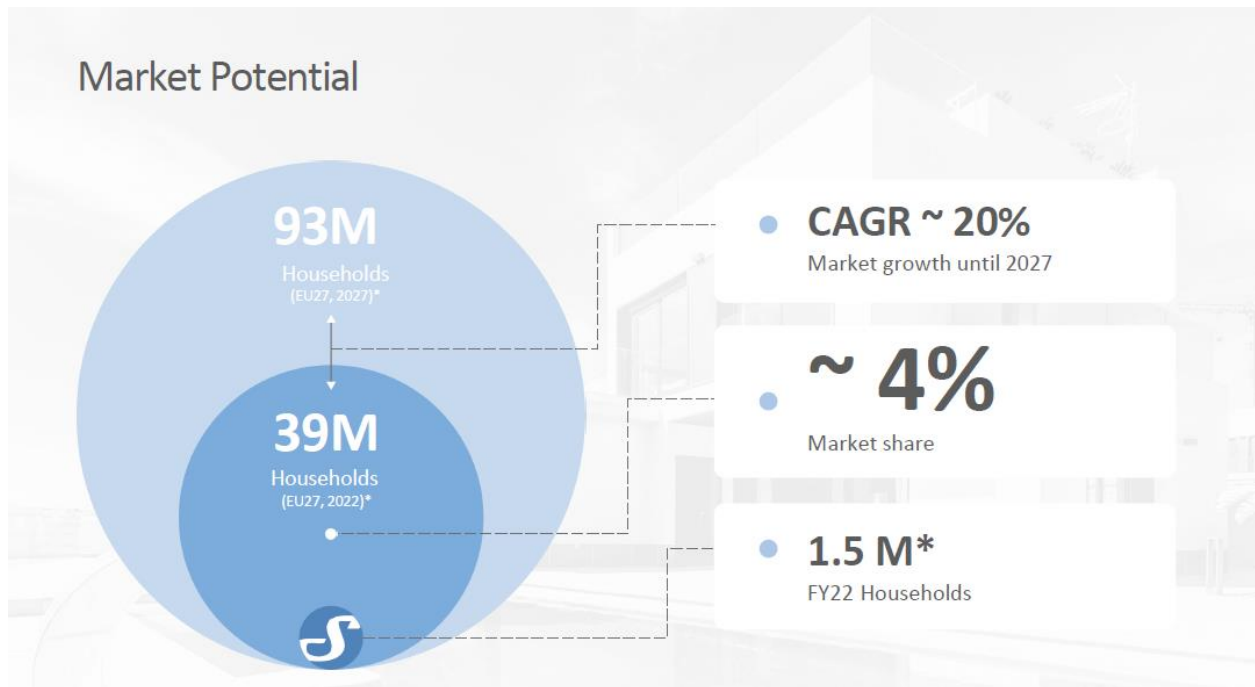 Market Potential
93M
Households
(EU27, 2027)*
39M
Households
(EU27, 2022)*
CAGR ~ 20%
Market growth until 2027
~ 4%
Market share
1.5 M*
FY22 Households